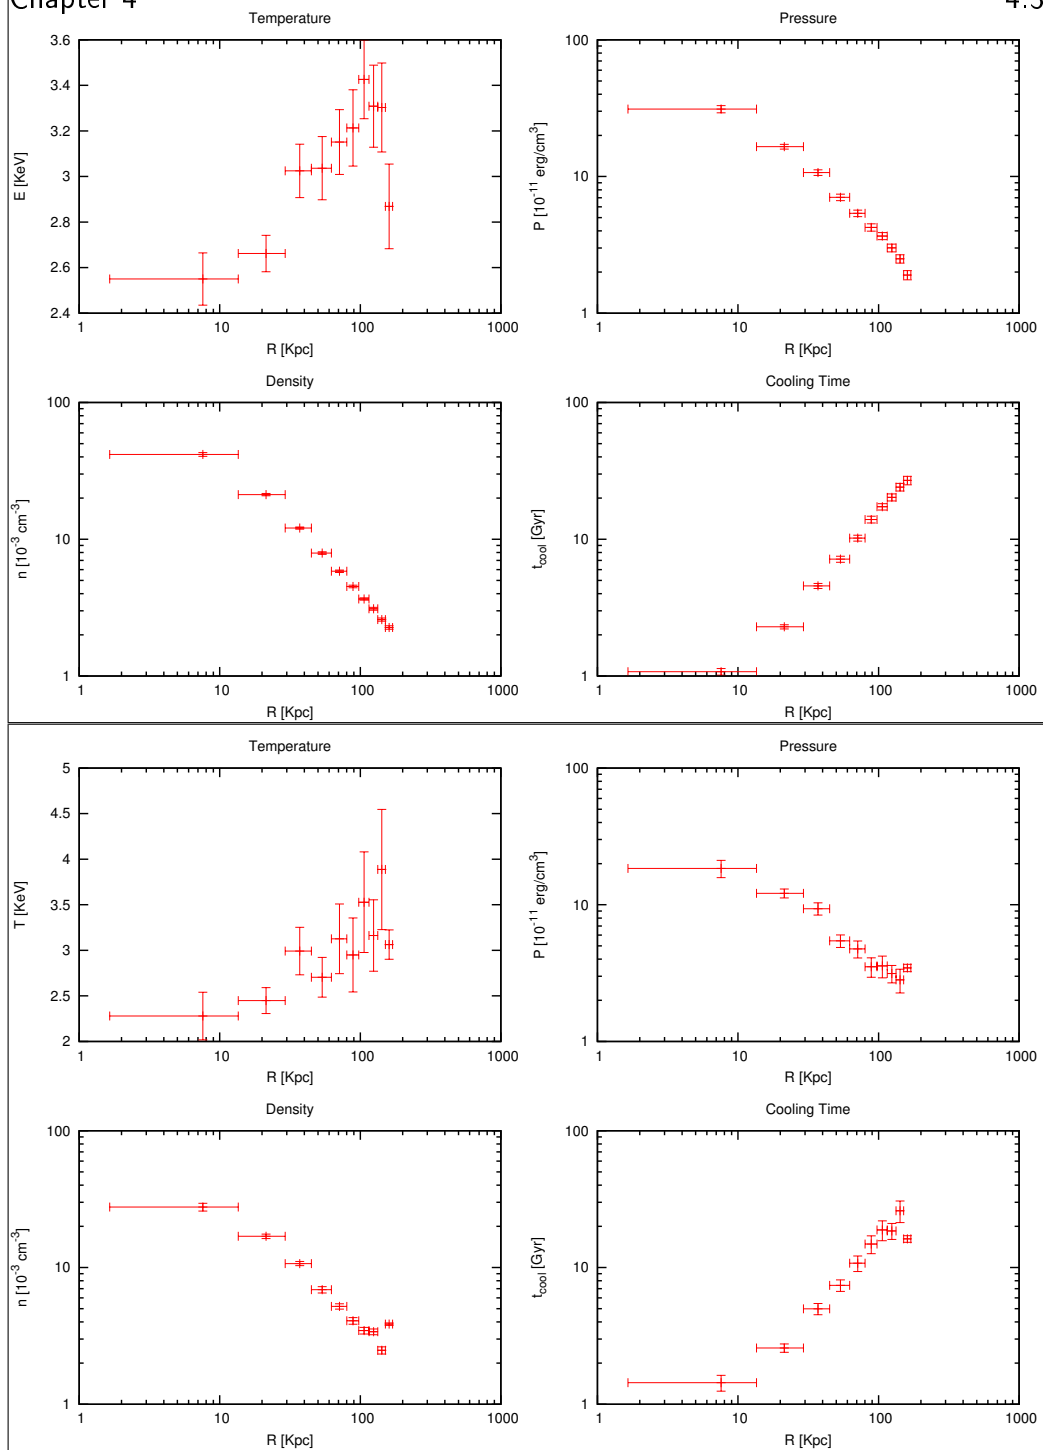 Chapter 4 4.5
Temperature
E [KeV]
3.6
3.4
3.2
3
2.8
2.6
2.4
1 10 100 1000
R [Kpc]
Pressure
P [10⁻¹¹ erg/cm³]
100
10
1
1 10 100 1000
R [Kpc]
Density
n [10⁻³ cm⁻³]
100
10
1
1 10 100 1000
R [Kpc]
Cooling Time
t_cool [Gyr]
100
10
1
1 10 100 1000
R [Kpc]
Temperature
T [KeV]
5
4.5
4
3.5
3
2.5
2
1 10 100 1000
R [Kpc]
Pressure
P [10⁻¹¹ erg/cm³]
100
10
1
1 10 100 1000
R [Kpc]
Density
n [10⁻³ cm⁻³]
100
10
1
1 10 100 1000
R [Kpc]
Cooling Time
t_cool [Gyr]
100
10
1
1 10 100 1000
R [Kpc]